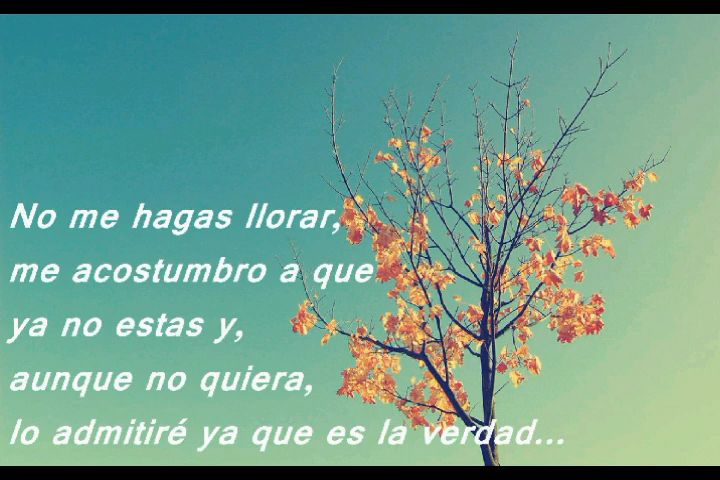 No me hagas llorar,
me acostumbro a que
ya no estas y,
aunque no quiera,
lo admitiré ya que es la verdad...